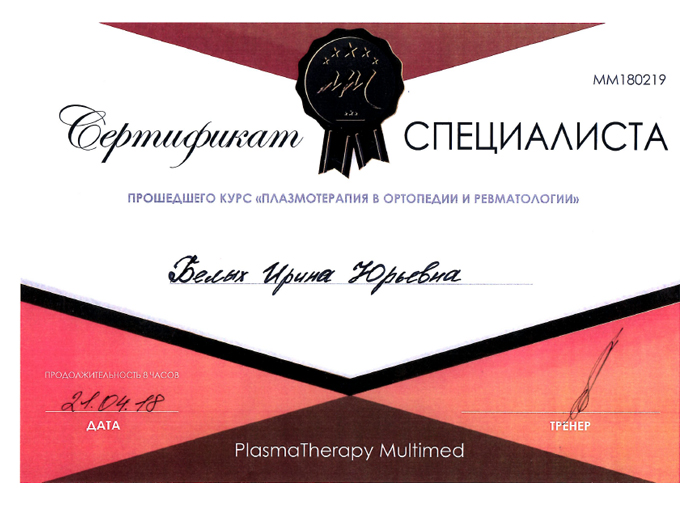 ММ180219
Сертификат СПЕЦИАЛИСТА
ПРОШЕДШЕГО КУРС «ПЛАЗМОТЕРАПИЯ В ОРТОПЕДИИ И РЕВМАТОЛОГИИ»
Белых Ирина Юрьевна
ПРОДОЛЖИТЕЛЬНОСТЬ В ЧАСОВ
21.04.18
ДАТА
ТРЕНЕР
PlasmaTherapy Multimed